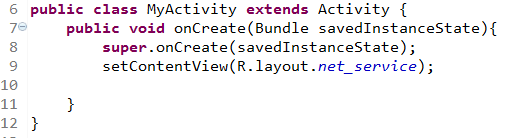 6 public class MyActivity extends Activity {
7 public void onCreate(Bundle savedInstanceState){
8 super.onCreate(savedInstanceState);
9 setContentView(R.layout.net_service);
10
11 }
12 }